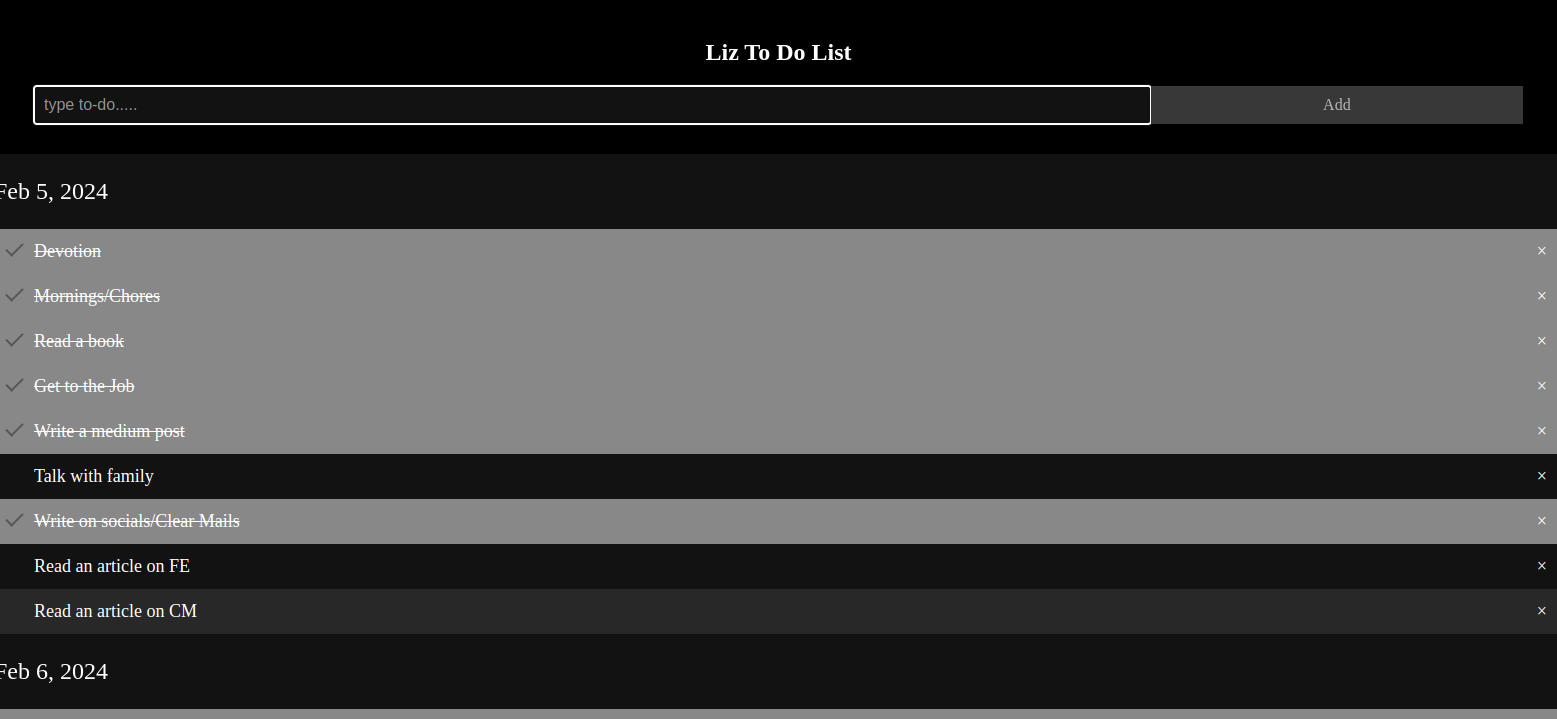 Liz To Do List
type to-do.....
Add
Feb 5, 2024
Devotion ×
Mornings/Chores ×
Read a book ×
Get to the Job ×
Write a medium post ×
Talk with family ×
Write on socials/Clear Mails ×
Read an article on FE ×
Read an article on CM ×
Feb 6, 2024